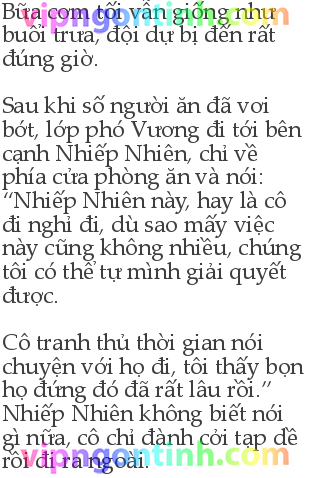 Bữa cơm tối vẫn giống như
buổi trưa, đội dự bị đến rất
đúng giờ.
Sau khi số người ăn đã vơi
bớt, lớp phó Vương đi tới bên
cạnh Nhiếp Nhiên, chỉ về
phía cửa phòng ăn và nói:
“Nhiếp Nhiên này, hay là cô
đi nghỉ đi, dù sao mấy việc
này cũng không nhiều, chúng
tôi có thể tự mình giải quyết
được.
Cô tranh thủ thời gian nói
chuyện với họ đi, tôi thấy bọn
họ đứng đó đã rất lâu rồi.”
Nhiếp Nhiên không biết nói
gì nữa, cô chỉ đành cởi tạp dề
rồi đi ra ngoài.
vipngontinh.com
vipngontinh.com